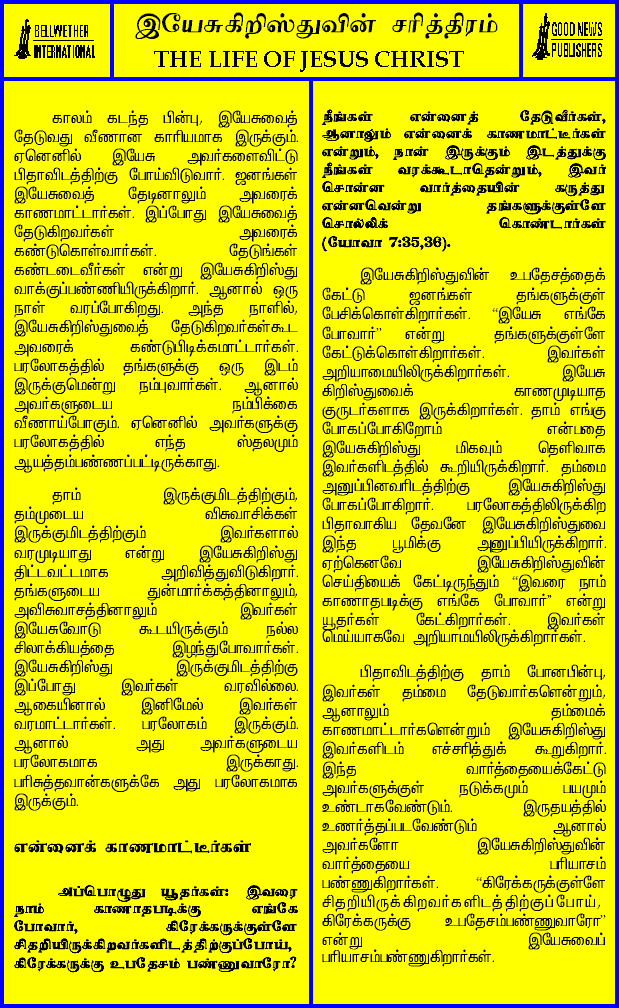 BELLWETHER
INTERNATIONAL
இயேசுகிறிஸ்துவின் சரித்திரம்
THE LIFE OF JESUS CHRIST
GOOD NEWS
PUBLISHERS
காலம் கடந்த பின்பு, இயேசுவைத்
தேடுவது வீணான காரியமாக இருக்கும்.
ஏனெனில் இயேசு அவர்களைவிட்டு
பிதாவிடத்திற்கு போய்விடுவார். ஜனங்கள்
இயேசுவைத் தேடினாலும் அவரைக்
காணமாட்டார்கள். இப்போது இயேசுவைத்
தேடுகிறவர்கள் அவரைக்
கண்டுகொள்வார்கள். தேடுங்கள்
கண்டடைவீர்கள் என்று இயேசுகிறிஸ்து
வாக்குப்பண்ணியிருக்கிறார். ஆனால் ஒரு
நாள் வரப்போகிறது. அந்த நாளில்,
இயேசுகிறிஸ்துவைத் தேடுகிறவர்கள்கூட
அவரைக் கண்டுபிடிக்கமாட்டார்கள்.
பரலோகத்தில் தங்களுக்கு ஒரு இடம்
இருக்குமென்று நம்புவார்கள். ஆனால்
அவர்களுடைய நம்பிக்கை
வீணாய்போகும். ஏனெனில் அவர்களுக்கு
பரலோகத்தில் எந்த ஸ்தலமும்
ஆயத்தம்பண்ணப்பட்டிருக்காது.
தாம் இருக்குமிடத்திற்கும்,
தம்முடைய விசுவாசிக்கள்
இருக்குமிடத்திற்கும் இவர்களால்
வரமுடியாது என்று இயேசுகிறிஸ்து
திட்டவட்டமாக அறிவித்துவிடுகிறார்.
தங்களுடைய துன்மார்க்கத்தினாலும்,
அவிசுவாசத்தினாலும் இவர்கள்
இயேசுவோடு கூடயிருக்கும் நல்ல
சிலாக்கியத்தை இழந்துபோவார்கள்.
இயேசுகிறிஸ்து இருக்குமிடத்திற்கு
இப்போது இவர்கள் வரவில்லை.
ஆகையினால் இனிமேல் இவர்கள்
வரமாட்டார்கள். பரலோகம் இருக்கும்.
ஆனால் அது அவர்களுடைய
பரலோகமாக இருக்காது.
பரிசுத்தவான்களுக்கே அது பரலோகமாக
இருக்கும்.
என்னைக் காணமாட்டீர்கள்
அப்பொழுது யூதர்கள்: இவரை
நாம் காணாதபடிக்கு எங்கே
போவார், கிரேக்கருக்குள்ளே
சிதறியிருக்கிறவர்களிடத்திற்குப்போய்,
கிரேக்கருக்கு உபதேசம் பண்ணுவாரோ?
நீங்கள் என்னைத் தேடுவீர்கள்,
ஆனாலும் என்னைக் காணமாட்டீர்கள்
என்றும், நான் இருக்கும் இடத்துக்கு
நீங்கள் வரக்கூடாதென்றும், இவர்
சொன்ன வார்த்தையின் கருத்து
என்னவென்று தங்களுக்குள்ளே
சொல்லிக் கொண்டார்கள்
(யோவா 7:35,36).
இயேசுகிறிஸ்துவின் உபதேசத்தைக்
கேட்டு ஜனங்கள் தங்களுக்குள்
பேசிக்கொள்கிறார்கள். “இயேசு எங்கே
போவார்” என்று தங்களுக்குள்ளே
கேட்டுக்கொள்கிறார்கள். இவர்கள்
அறியாமையிலிருக்கிறார்கள். இயேசு
கிறிஸ்துவைக் காணமுடியாத
குருடர்களாக இருக்கிறார்கள். தாம் எங்கு
போகப்போகிறோம் என்பதை
இயேசுகிறிஸ்து மிகவும் தெளிவாக
இவர்களிடத்தில் கூறியிருக்கிறார். தம்மை
அனுப்பினவரிடத்திற்கு இயேசுகிறிஸ்து
போகப்போகிறார். பரலோகத்திலிருக்கிற
பிதாவாகிய தேவனே இயேசுகிறிஸ்துவை
இந்த பூமிக்கு அனுப்பியிருக்கிறார்.
ஏற்கெனவே இயேசுகிறிஸ்துவின்
செய்தியைக் கேட்டிருந்தும் “இவரை நாம்
காணாதபடிக்கு எங்கே போவார்” என்று
யூதர்கள் கேட்கிறார்கள். இவர்கள்
மெய்யாகவே அறியாமயிலிருக்கிறார்கள்.
பிதாவிடத்திற்கு தாம் போனபின்பு,
இவர்கள் தம்மை தேடுவார்களென்றும்,
ஆனாலும் தம்மைக்
காணமாட்டார்களென்றும் இயேசுகிறிஸ்து
இவர்களிடம் எச்சரித்துக் கூறுகிறார்.
இந்த வார்த்தையைக்கேட்டு
அவர்களுக்குள் நடுக்கமும் பயமும்
உண்டாகவேண்டும். இருதயத்தில்
உணர்த்தப்படவேண்டும் ஆனால்
அவர்களோ இயேசுகிறிஸ்துவின்
வார்த்தையை பரியாசம்
பண்ணுகிறார்கள். “கிரேக்கருக்குள்ளே
சிதறியிருக்கிறவர்களிடத்திற்குப்போய்,
கிரேக்கருக்கு உபதேசம்பண்ணுவாரோ”
என்று இயேசுவைப்
பரியாசம்பண்ணுகிறார்கள்.